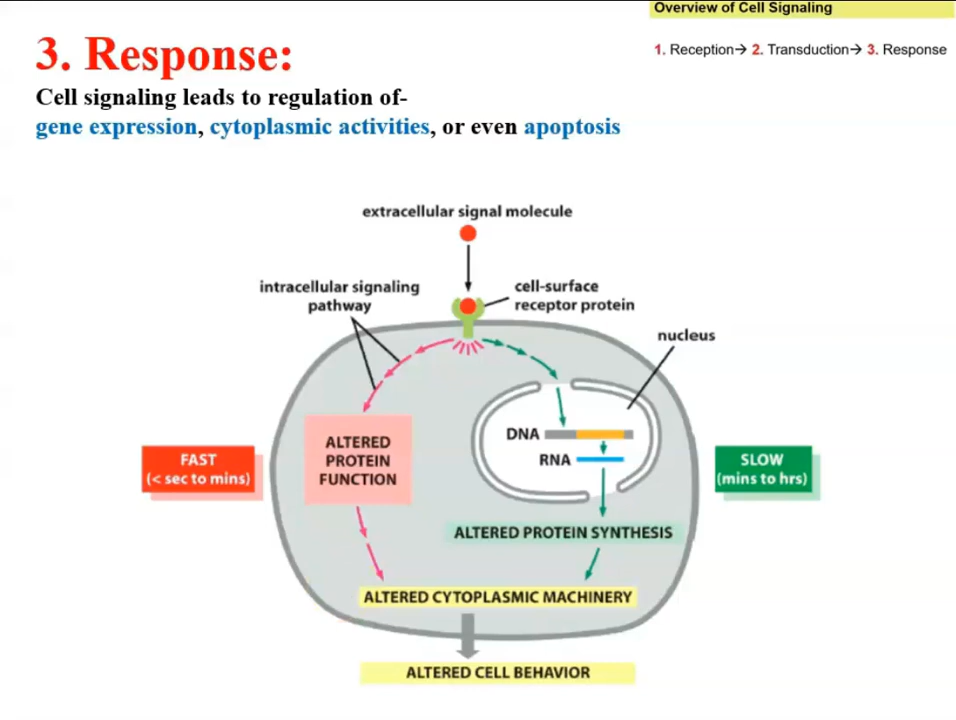 Overview of Cell Signaling
1. Reception→ 2. Transduction→ 3. Response
3. Response:
Cell signaling leads to regulation of-
gene expression, cytoplasmic activities, or even apoptosis
extracellular signal molecule
intracellular signaling
pathway
cell-surface
receptor protein
nucleus
DNA
RNA
ALTERED
PROTEIN
FUNCTION
FAST
(< sec to mins)
SLOW
(mins to hrs)
ALTERED PROTEIN SYNTHESIS
ALTERED CYTOPLASMIC MACHINERY
ALTERED CELL BEHAVIOR